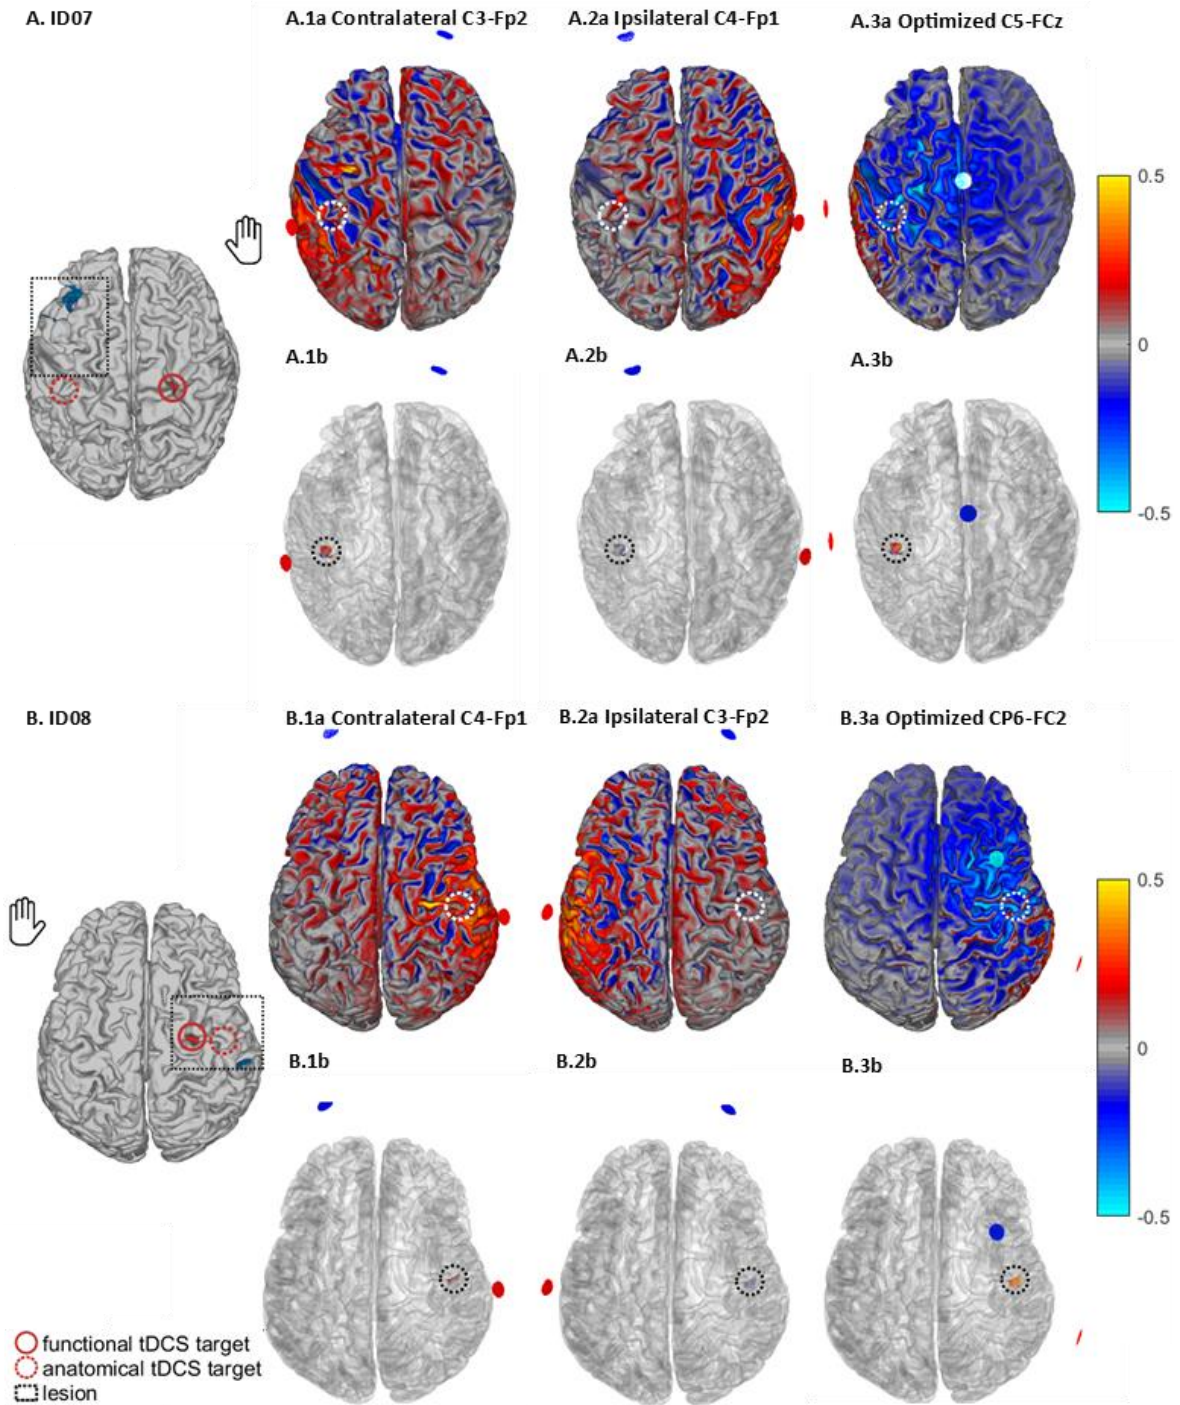 A. ID07
A.1a Contralateral C3-Fp2
A.2a Ipsilateral C4-Fp1
A.3a Optimized C5-FCz
0.5
0
-0.5
A.1b
A.2b
A.3b
B. ID08
B.1a Contralateral C4-Fp1
B.2a Ipsilateral C3-Fp2
B.3a Optimized CP6-FC2
0.5
0
-0.5
B.1b
B.2b
B.3b
functional tDCS target
anatomical tDCS target
lesion